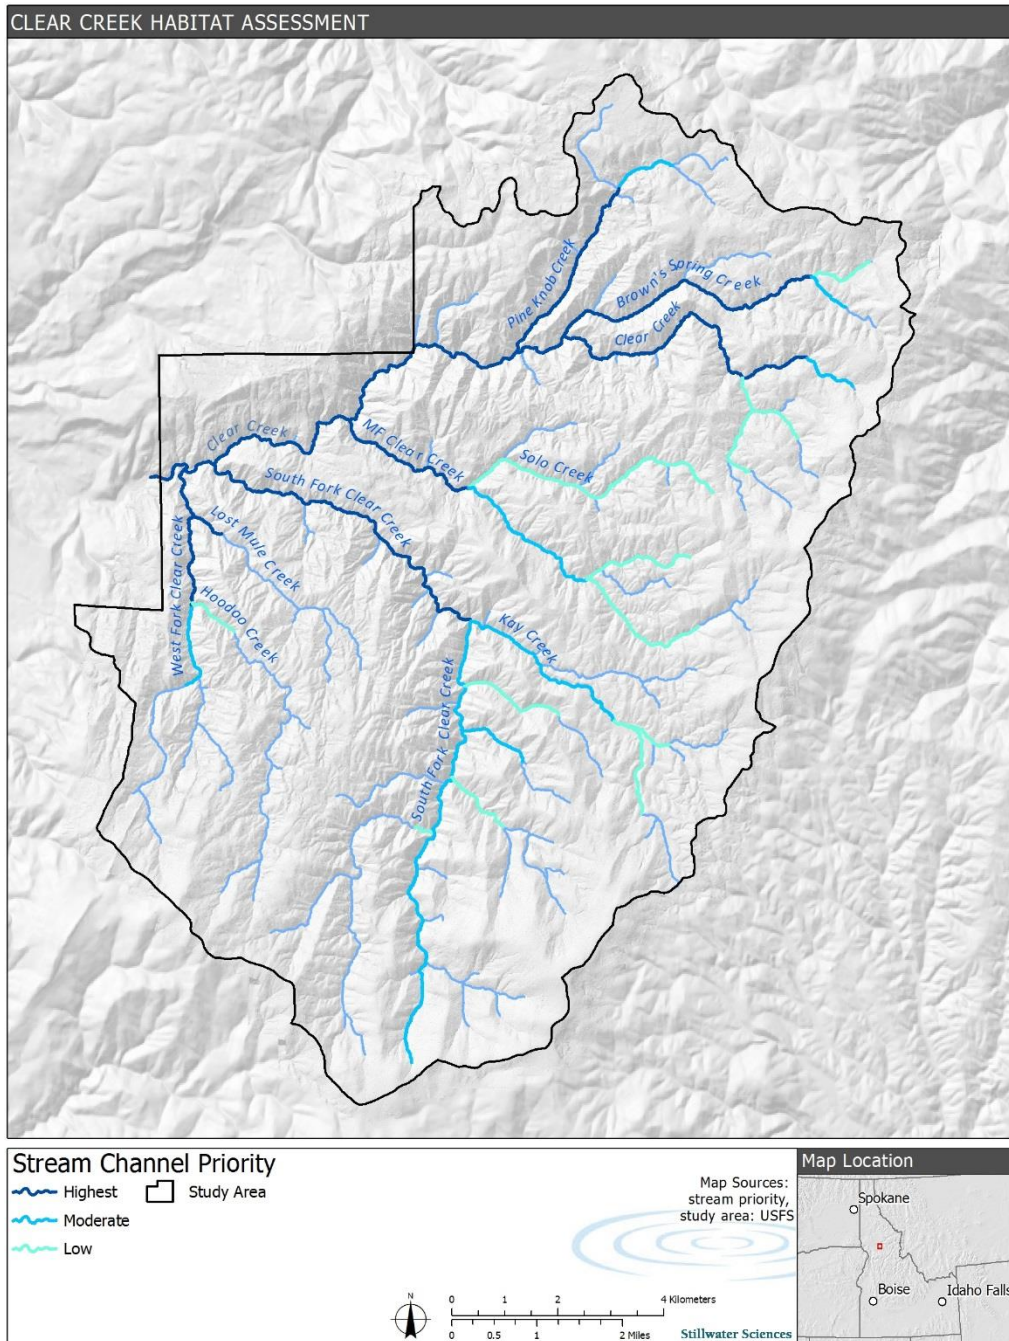 CLEAR CREEK HABITAT ASSESSMENT
Pine Knob Creek
Brown's Spring Creek
Clear Creek
Clear Creek
MF Clear Creek
Solo Creek
South Fork Clear Creek
Lost Mule Creek
West Fork Clear Creek
Hoodoo Creek
Kay Creek
South Fork Clear Creek
Stream Channel Priority
Highest
Study Area
Moderate
Low
Map Sources:
stream priority,
study area: USFS
N
0 1 2 4 Kilometers
0 0.5 1 2 Miles
Stillwater Sciences
Map Location
Spokane
Boise
Idaho Falls